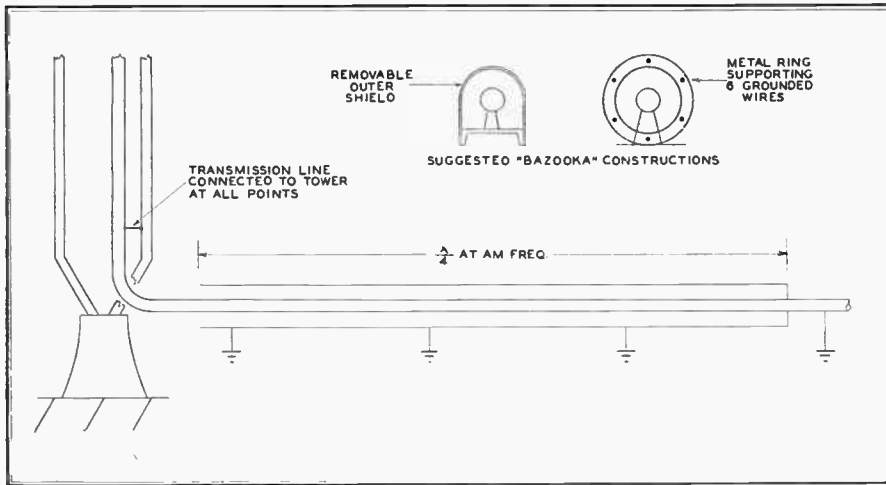 REMOVABLE
OUTER
SHIELD
METAL RING
SUPPORTING
6 GROUNDED
WIRES
SUGGESTED "BAZOOKA" CONSTRUCTIONS
TRANSMISSION LINE
CONNECTED TO TOWER
AT ALL POINTS
λ/4 AT AM FREQ.